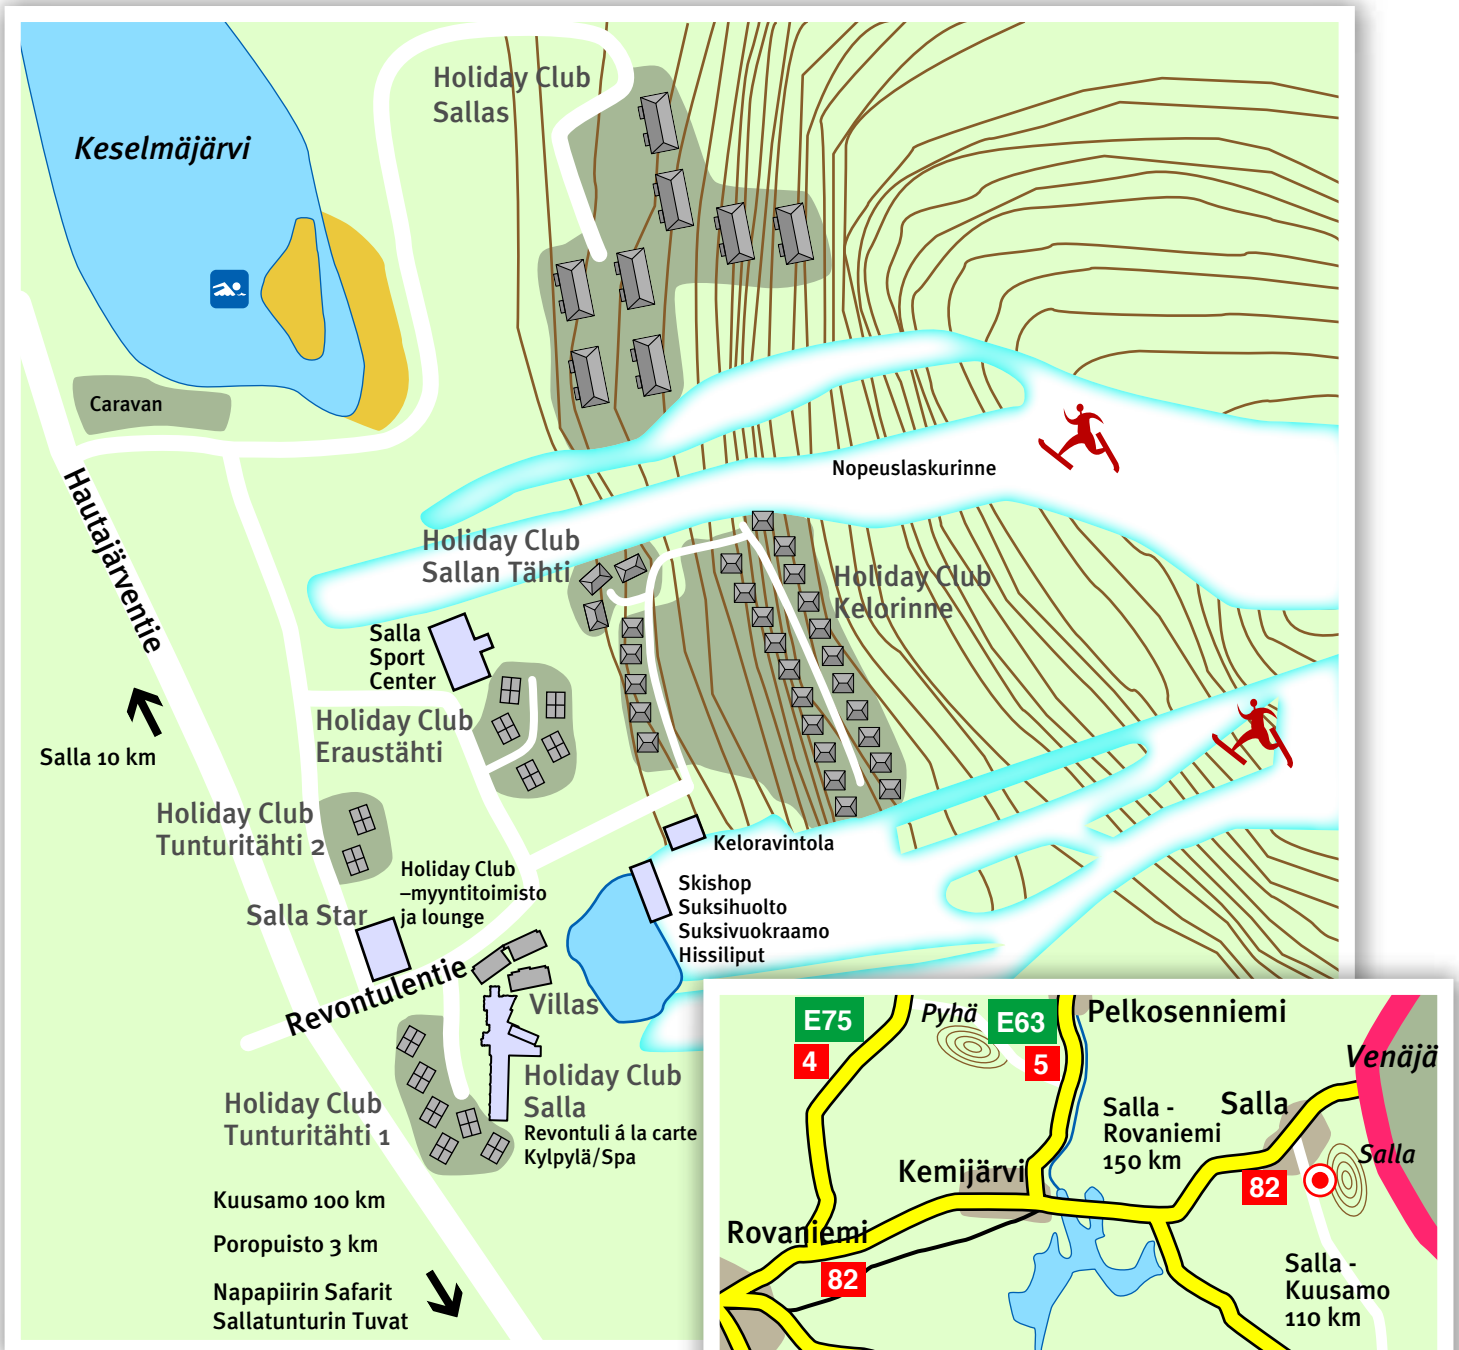 Holiday Club
Sallas
Keselmäjärvi
Caravan
Nopeuslaskurinne
Hautajärventie
Holiday Club
Sallan Tähti
Holiday Club
Kelorinne
Salla
Sport
Center
Holiday Club
Eraustähti
Salla 10 km
Holiday Club
Tunturitähti 2
Keloravintola
Holiday Club
–myyntitoimisto
ja lounge
Skishop
Suksihuolto
Suksivuokraamo
Hissiliput
Salla Star
Revontulentie
Villas
Holiday Club
Salla
Revontuli á la carte
Kylpylä/Spa
Holiday Club
Tunturitähti 1
Kuusamo 100 km
Poropuisto 3 km
Napapiirin Safarit
Sallatunturin Tuvat
E75
4
Pyhä
E63
5
Pelkosenniemi
Venäjä
Salla -
Rovaniemi
150 km
Salla
Salla
82
Kemijärvi
Rovaniemi
82
Salla -
Kuusamo
110 km